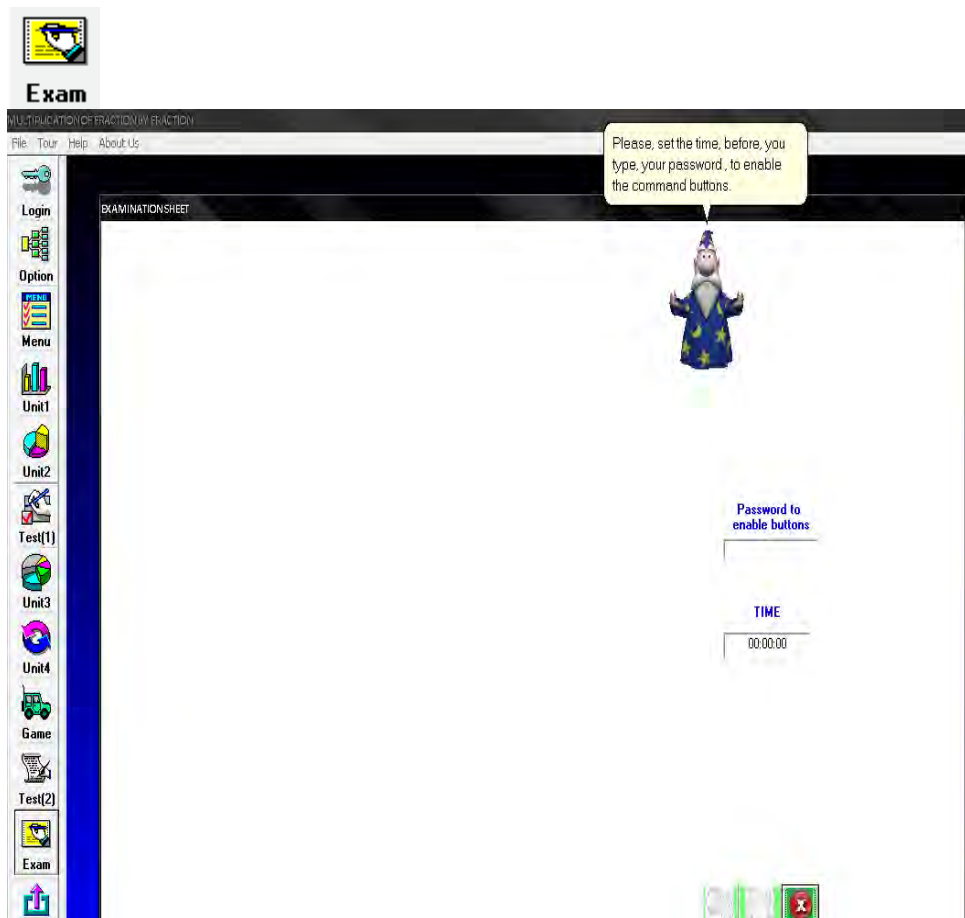 Exam
MULTIPLICATION OF FRACTION BY FRACTION
File Tour Help About Us
Please, set the time, before, you
type, your password , to enable
the command buttons.
Login
EXAMINATION SHEET
Option
MENU
Menu
Unit1
Unit2
Test(1)
Password to
enable buttons
Unit3
TIME
00:00:00
Unit4
Game
Test(2)
Exam